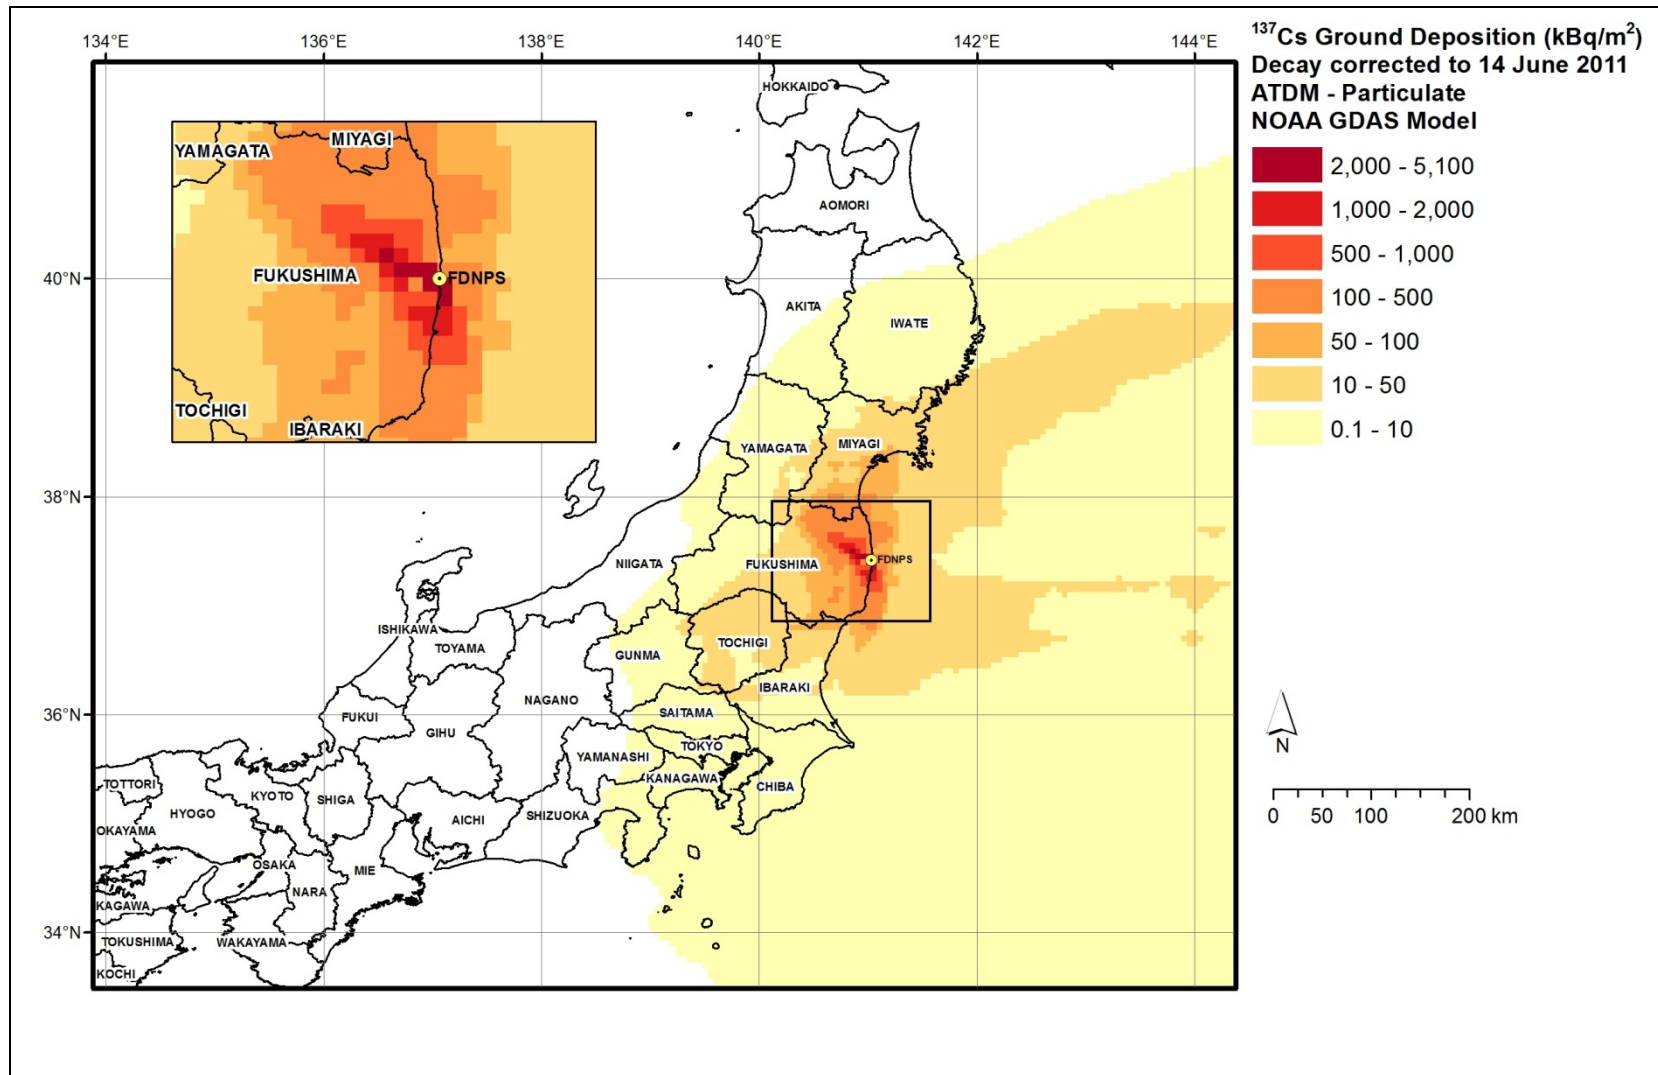 134°E 136°E 138°E 140°E 142°E 144°E
40°N
38°N
36°N
34°N
YAMAGATA
MIYAGI
FUKUSHIMA
FDNPS
TOCHIGI
IBARAKI
HOKKAIDO
AOMORI
AKITA
IWATE
YAMAGATA
MIYAGI
NIIGATA
FUKUSHIMA
FDNPS
ISHIKAWA
TOYAMA
GUNMA
TOCHIGI
NAGANO
IBARAKI
FUKUI
GIHU
SAITAMA
TOKYO
YAMANASHI
KANAGAWA
CHIBA
TOTTORI
HYOGO
KYOTO
SHIGA
AICHI
SHIZUOKA
OKAYAMA
OSAKA
MIE
NARA
KAGAWA
TOKUSHIMA
WAKAYAMA
KOCHI
¹³⁷Cs Ground Deposition (kBq/m²)
Decay corrected to 14 June 2011
ATDM - Particulate
NOAA GDAS Model
2,000 - 5,100
1,000 - 2,000
500 - 1,000
100 - 500
50 - 100
10 - 50
0.1 - 10
N
0 50 100 200 km